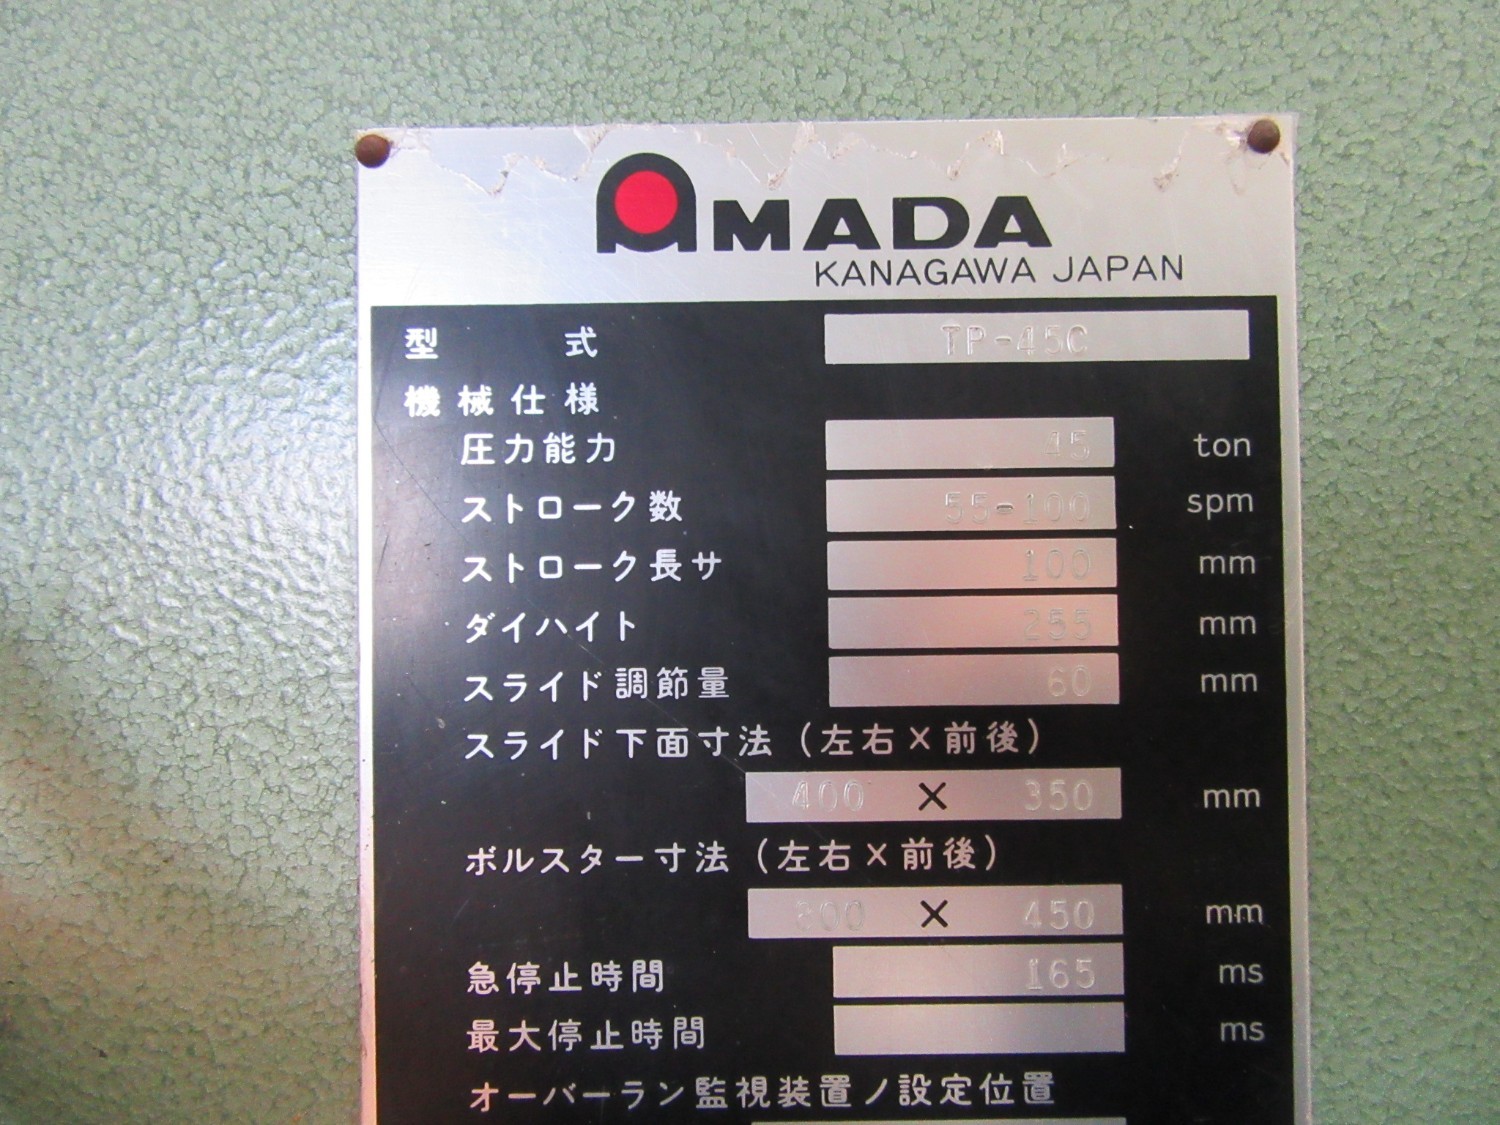 AMADA
KANAGAWA JAPAN
型式 TP-45C
機械仕様
圧力能力 45 ton
ストローク数 55-100 spm
ストローク長サ 100 mm
ダイハイト 255 mm
スライド調節量 60 mm
スライド下面寸法（左右×前後）
400 × 350 mm
ボルスター寸法（左右×前後）
800 × 450 mm
急停止時間 165 ms
最大停止時間 ms
オーバーラン監視装置ノ設定位置